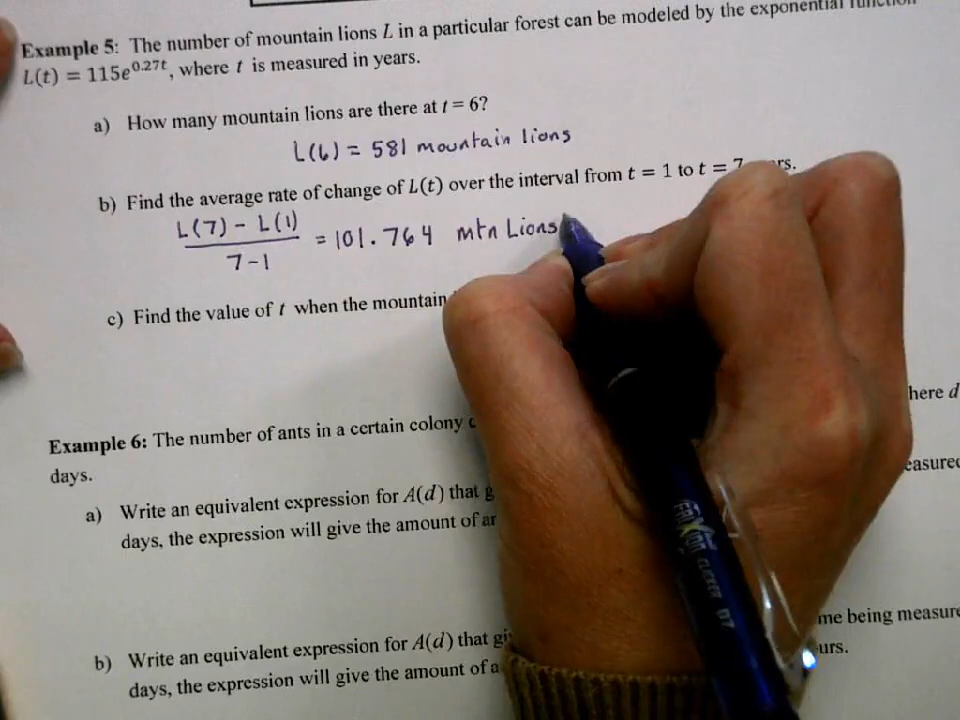 Example 5: The number of mountain lions L in a particular forest can be modeled by the exponential function
L(t) = 115e^0.27t, where t is measured in years.
a) How many mountain lions are there at t = 6?
L(6) = 581 mountain lions
b) Find the average rate of change of L(t) over the interval from t = 1 to t = 7
L(7) - L(1)
7-1
= 101.764 mtn Lions
c) Find the value of t when the mountain
Example 6: The number of ants in a certain colony
days.
a) Write an equivalent expression for A(d) that
days, the expression will give the amount of
b) Write an equivalent expression for A(d) that
days, the expression will give the amount of
me being measure
FRIXION CLICKER 07